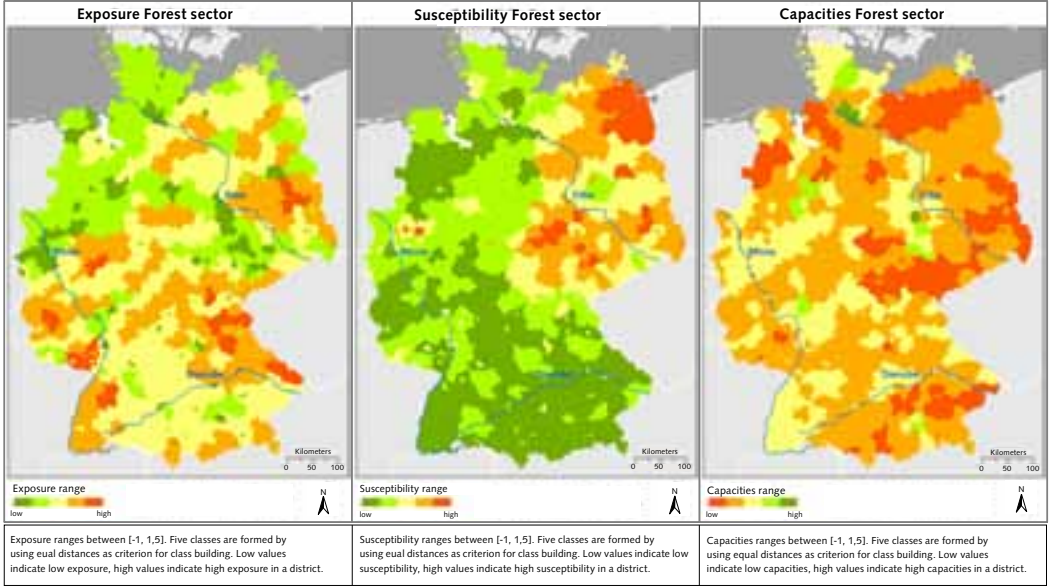 Exposure Forest sector
Susceptibility Forest sector
Capacities Forest sector
Elbe
Danube
Kilometers
0 50 100
Elbe
Kilometers
0 50 100
Elbe
Danube
Kilometers
0 50 100
Exposure range
low high
N
Susceptibility range
low high
N
Capacities range
low high
N
Exposure ranges between [-1, 1,5]. Five classes are formed by
using eual distances as criterion for class building. Low values
indicate low exposure, high values indicate high exposure in a district.
Susceptibility ranges between [-1, 1,5]. Five classes are formed by
using eual distances as criterion for class building. Low values indicate low
susceptibility, high values indicate high susceptibility in a district.
Capacities ranges between [-1, 1,5]. Five classes are formed by
using equal distances as criterion for class building. Low values
indicate low capacities, high values indicate high capacities in a district.